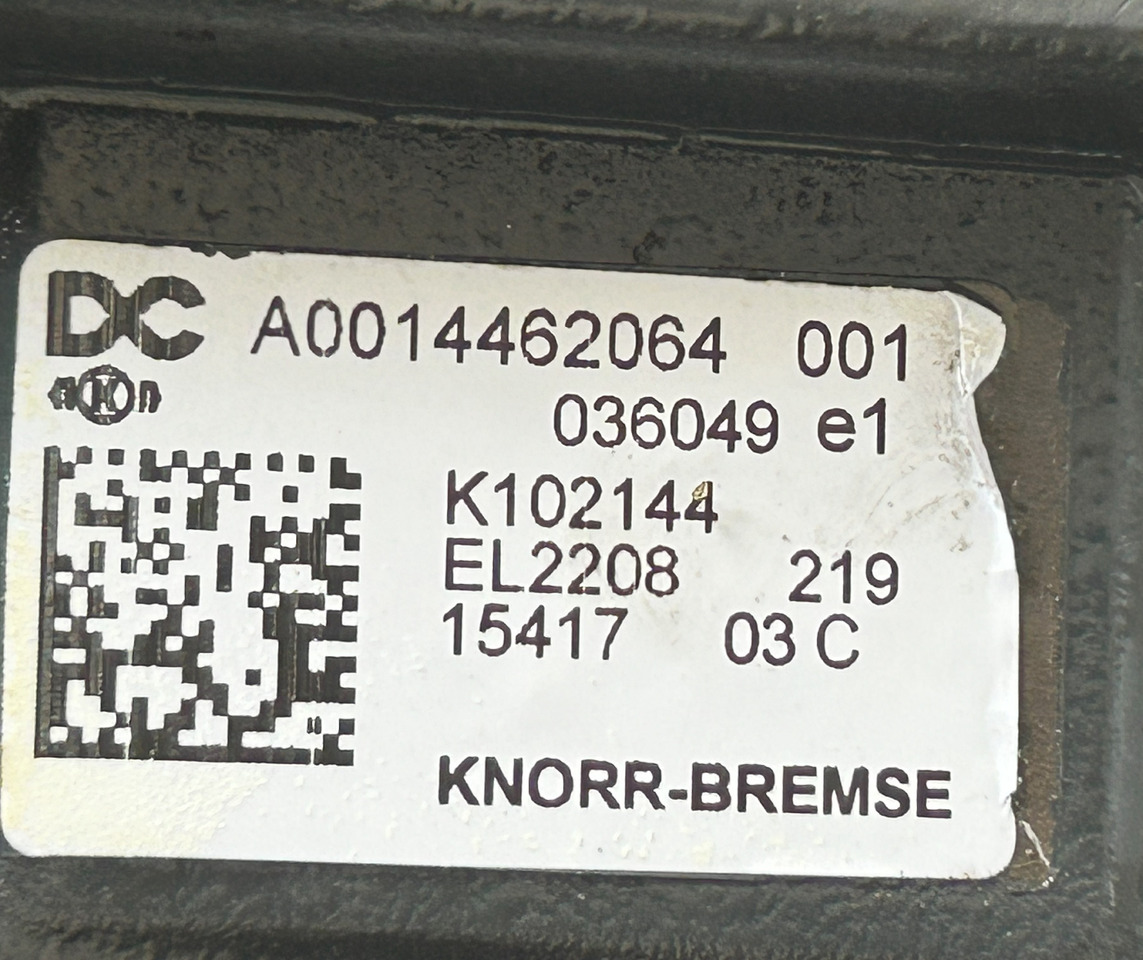 DC A0014462064 001
036049 e1
K102144
EL2208 219
15417 03 C
KNORR-BREMSE